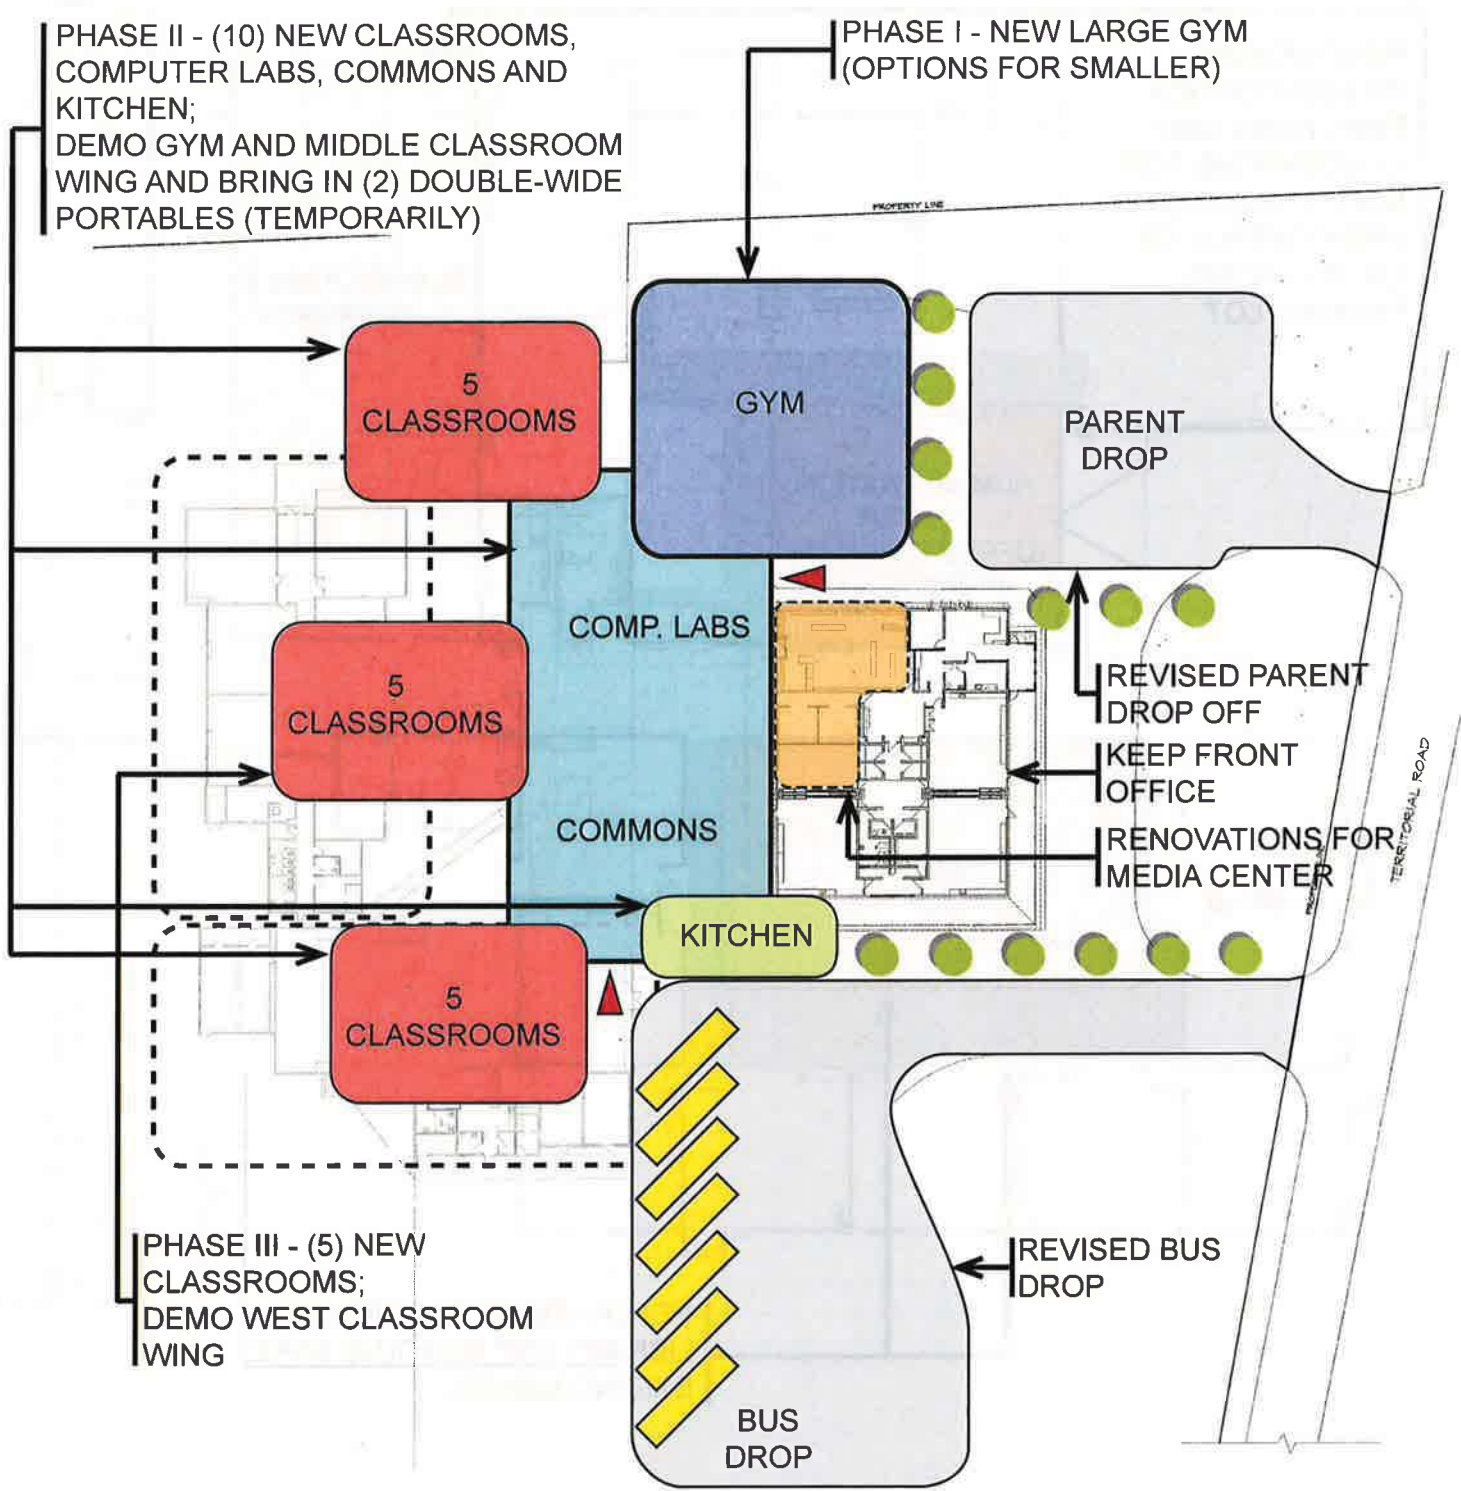 PHASE II - (10) NEW CLASSROOMS,
COMPUTER LABS, COMMONS AND
KITCHEN;
DEMO GYM AND MIDDLE CLASSROOM
WING AND BRING IN (2) DOUBLE-WIDE
PORTABLES (TEMPORARILY)
PHASE I - NEW LARGE GYM
(OPTIONS FOR SMALLER)
PROPERTY LINE
5
CLASSROOMS
GYM
PARENT
DROP
COMP. LABS
5
CLASSROOMS
REVISED PARENT
DROP OFF
KEEP FRONT
OFFICE
TERRITORIAL ROAD
COMMONS
RENOVATIONS FOR
MEDIA CENTER
KITCHEN
5
CLASSROOMS
PHASE III - (5) NEW
CLASSROOMS;
DEMO WEST CLASSROOM
WING
REVISED BUS
DROP
BUS
DROP